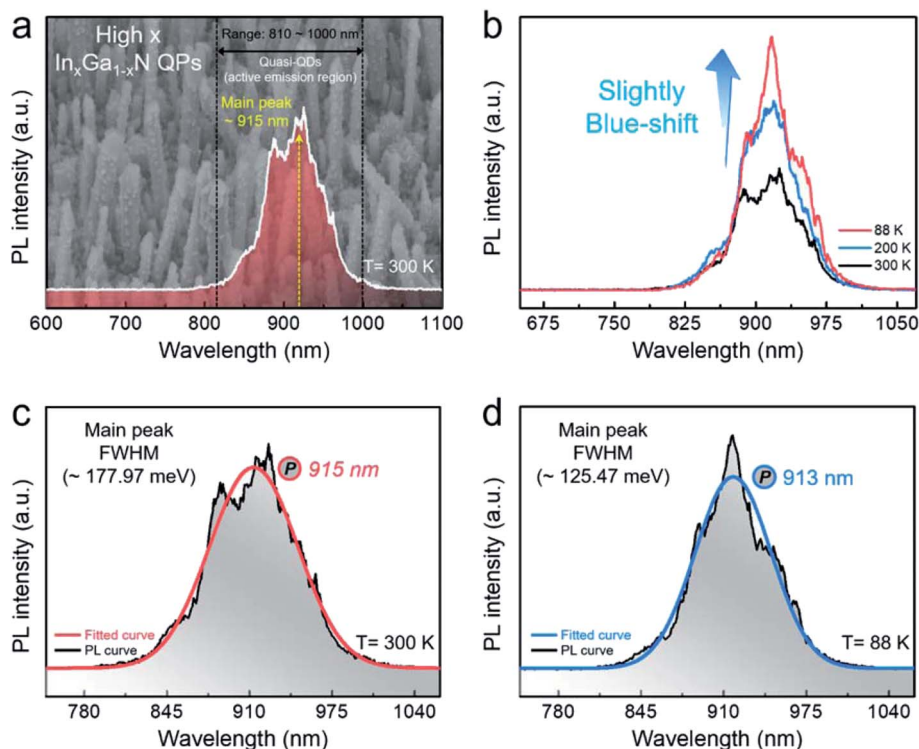 a
High x
InₓGa₁₋ₓN QPs
Range: 810 ~ 1000 nm
Quasi-QDs
(active emission region)
Main peak
~ 915 nm
T= 300 K
PL intensity (a.u.)
600 700 800 900 1000 1100
Wavelength (nm)
b
Slightly
Blue-shift
88 K
200 K
300 K
PL intensity (a.u.)
675 750 825 900 975 1050
Wavelength (nm)
c
Main peak
FWHM
(~ 177.97 meV)
P 915 nm
Fitted curve
PL curve
T= 300 K
PL intensity (a.u.)
780 845 910 975 1040
Wavelength (nm)
d
Main peak
FWHM
(~ 125.47 meV)
P 913 nm
Fitted curve
PL curve
T= 88 K
PL intensity (a.u.)
780 845 910 975 1040
Wavelength (nm)